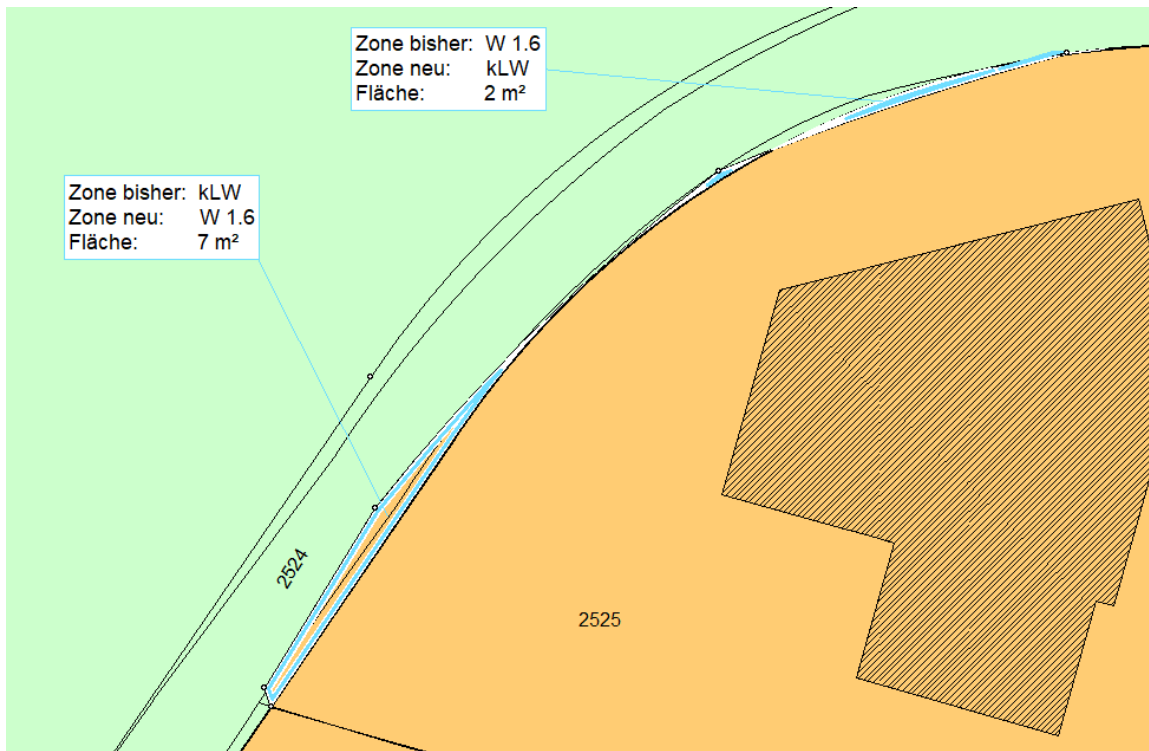 Zone bisher: W 1.6
Zone neu: kLW
Fläche: 2 m²
Zone bisher: kLW
Zone neu: W 1.6
Fläche: 7 m²
2524
2525